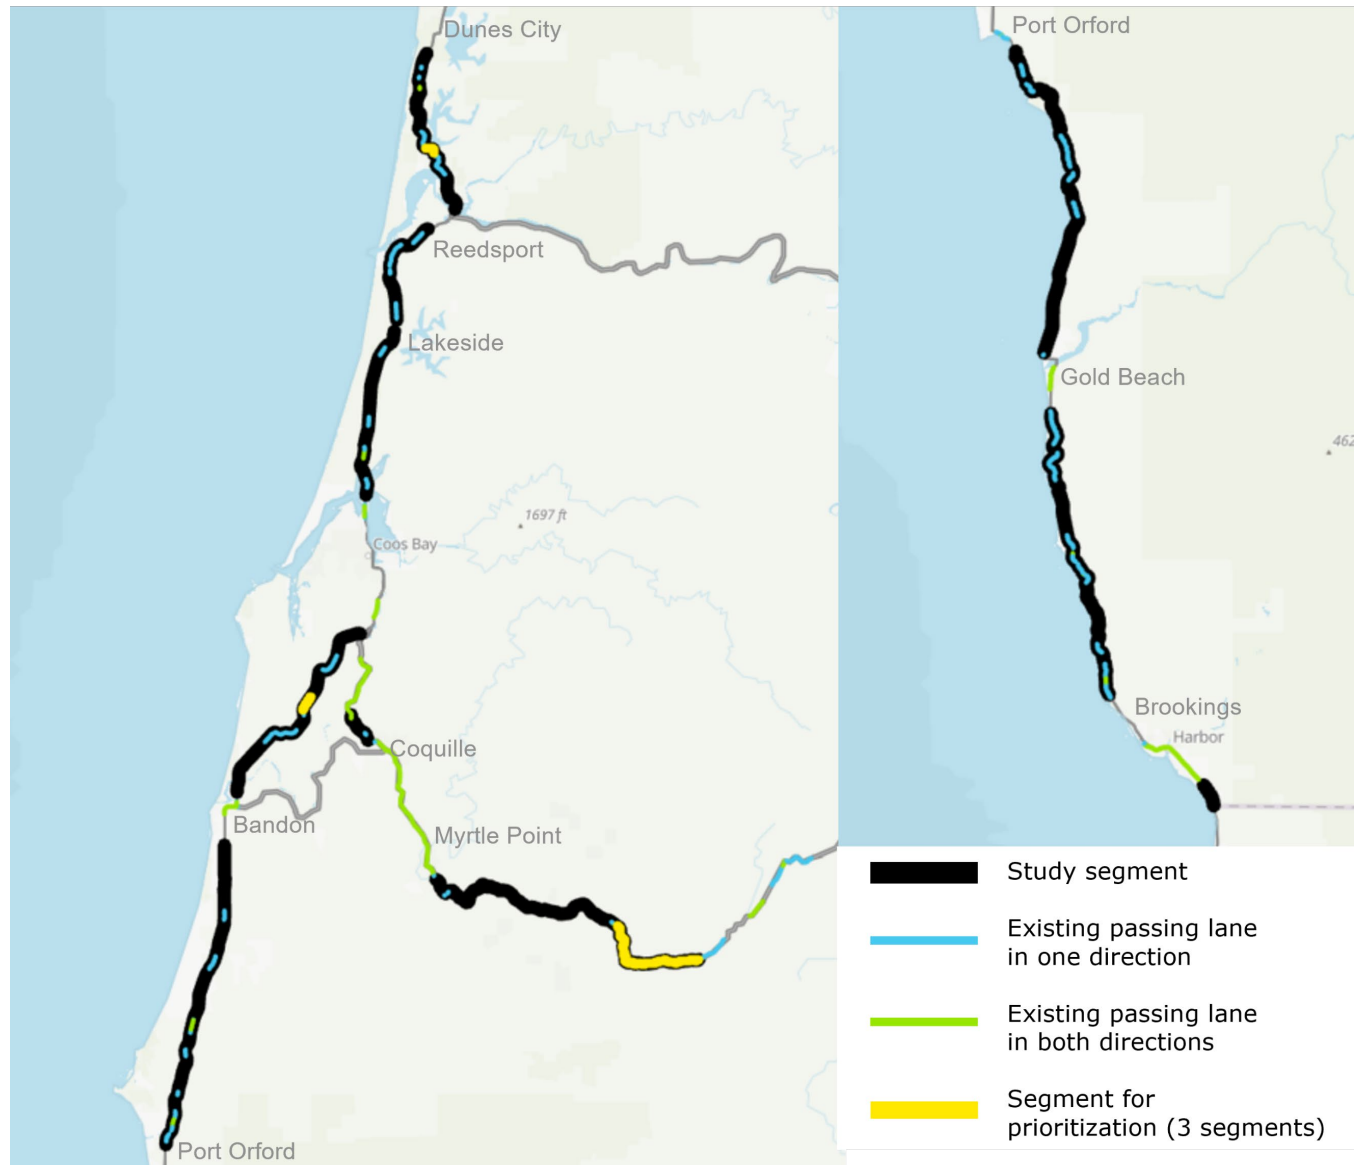 Dunes City
Reedsport
Lakeside
1697 ft
Coos Bay
Coquille
Bandon
Myrtle Point
Port Orford
Port Orford
Gold Beach
462
Brookings
Harbor
Study segment
Existing passing lane
in one direction
Existing passing lane
in both directions
Segment for
prioritization (3 segments)